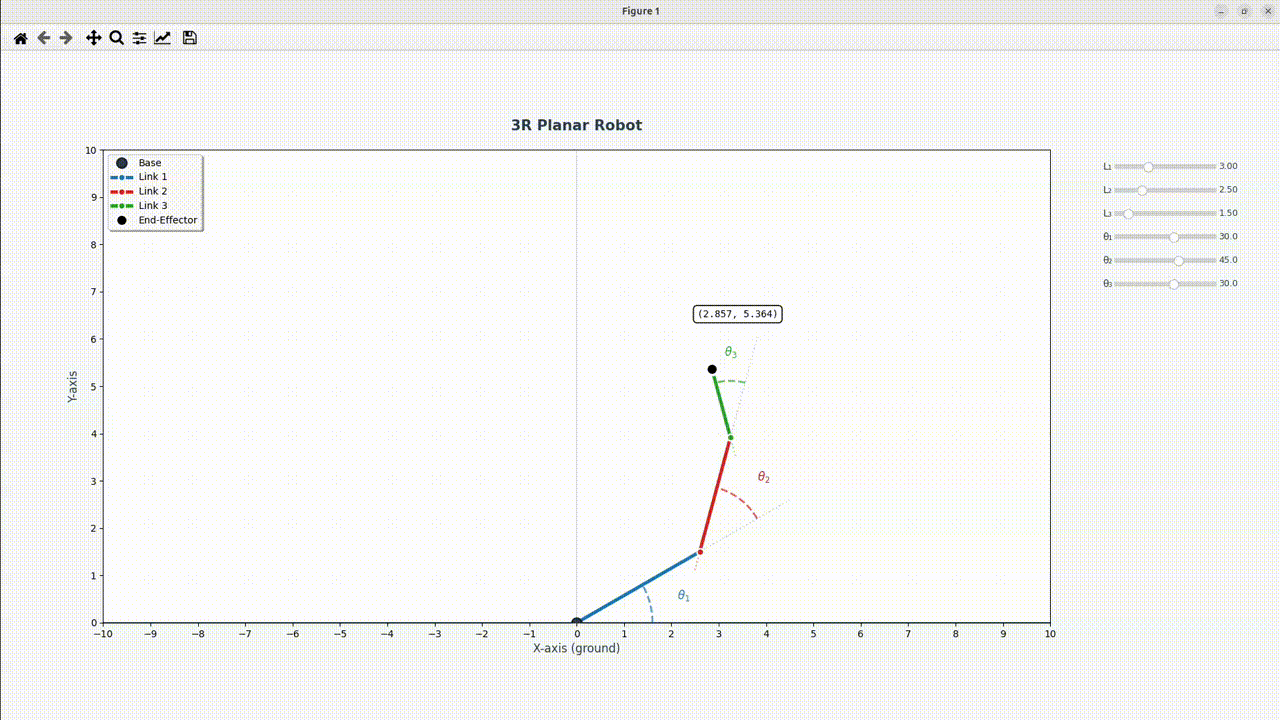 Figure 1
3R Planar Robot
Base
Link 1
Link 2
Link 3
End-Effector
10
9
8
7
6
5
4
3
2
1
0
Y-axis
−10 −9 −8 −7 −6 −5 −4 −3 −2 −1 0 1 2 3 4 5 6 7 8 9 10
X-axis (ground)
(2.857, 5.364)
θ₃
θ₂
θ₁
L₁ 3.00
L₂ 2.50
L₃ 1.50
θ₁ 30.0
θ₂ 45.0
θ₃ 30.0